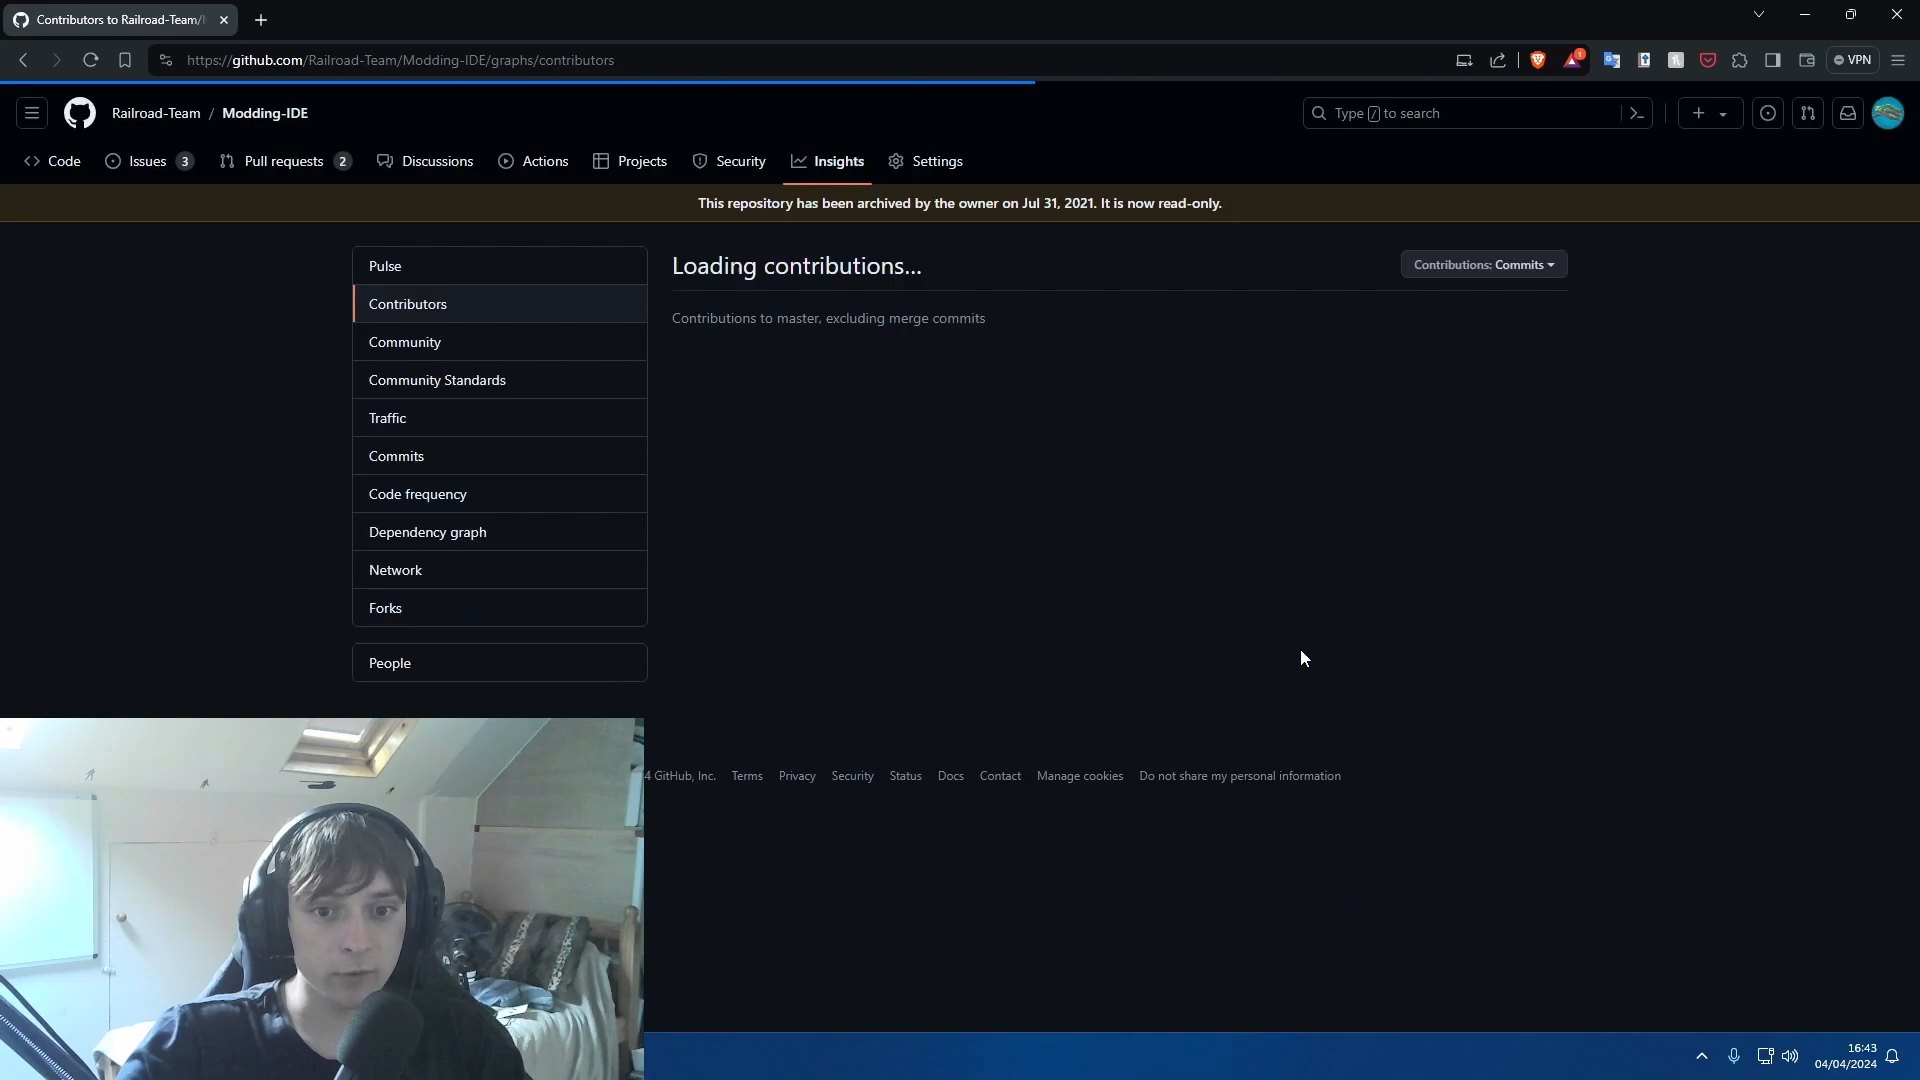 Contributors to Railroad-Team/
https://github.com/Railroad-Team/Modding-IDE/graphs/contributors
1
VPN
Railroad-Team / Modding-IDE
Type / to search
Code
Issues 3
Pull requests 2
Discussions
Actions
Projects
Security
Insights
Settings
This repository has been archived by the owner on Jul 31, 2021. It is now read-only.
Pulse
Contributors
Community
Community Standards
Traffic
Commits
Code frequency
Dependency graph
Network
Forks
People
Loading contributions...
Contributions: Commits
Contributions to master, excluding merge commits
4 GitHub, Inc.
Terms
Privacy
Security
Status
Docs
Contact
Manage cookies
Do not share my personal information
16:43
04/04/2024